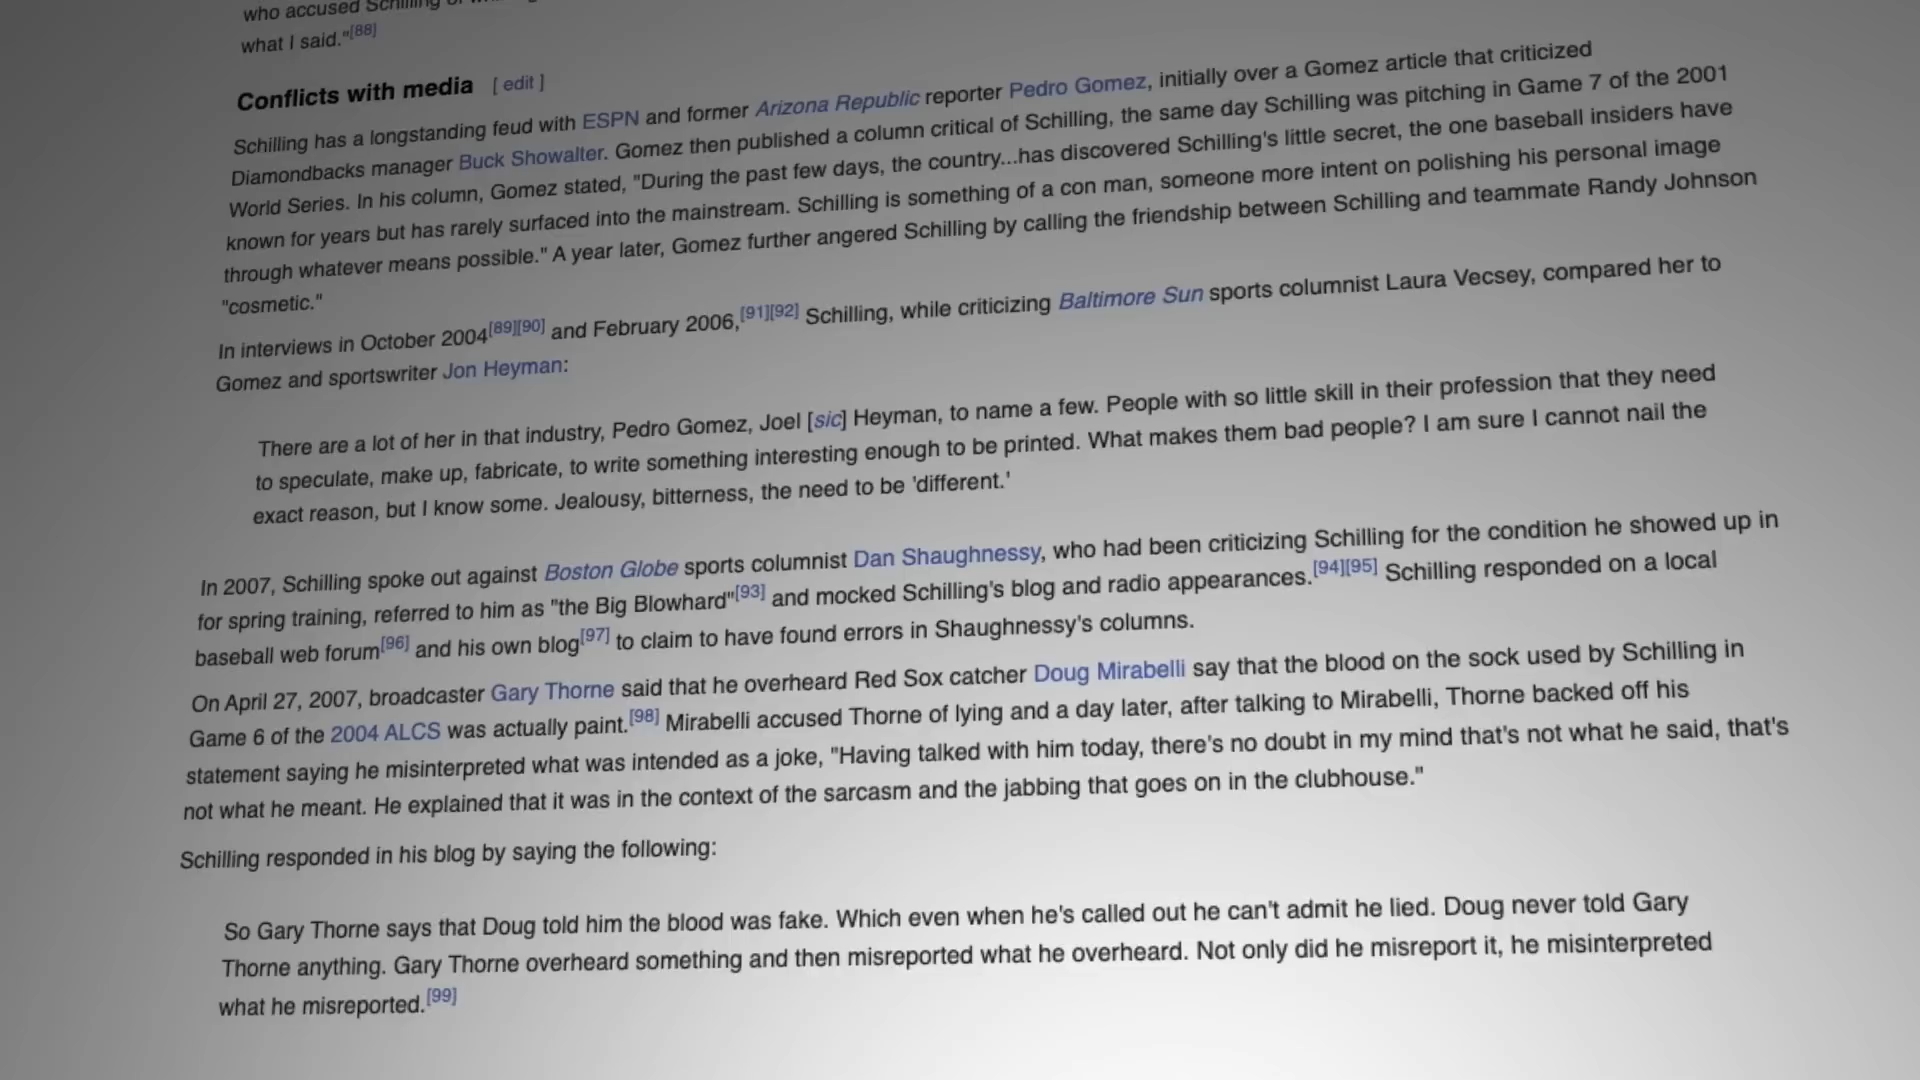 who accused Schilling of
what I said."[88]
Conflicts with media [ edit ]
Schilling has a longstanding feud with ESPN and former Arizona Republic reporter Pedro Gomez, initially over a Gomez article that criticized
Diamondbacks manager Buck Showalter. Gomez then published a column critical of Schilling, the same day Schilling was pitching in Game 7 of the 2001
World Series. In his column, Gomez stated, "During the past few days, the country...has discovered Schilling's little secret, the one baseball insiders have
known for years but has rarely surfaced into the mainstream. Schilling is something of a con man, someone more intent on polishing his personal image
through whatever means possible." A year later, Gomez further angered Schilling by calling the friendship between Schilling and teammate Randy Johnson
"cosmetic."
In interviews in October 2004[89][90] and February 2006,[91][92] Schilling, while criticizing Baltimore Sun sports columnist Laura Vecsey, compared her to
Gomez and sportswriter Jon Heyman:
There are a lot of her in that industry, Pedro Gomez, Joel [sic] Heyman, to name a few. People with so little skill in their profession that they need
to speculate, make up, fabricate, to write something interesting enough to be printed. What makes them bad people? I am sure I cannot nail the
exact reason, but I know some. Jealousy, bitterness, the need to be 'different.'
In 2007, Schilling spoke out against Boston Globe sports columnist Dan Shaughnessy, who had been criticizing Schilling for the condition he showed up in
for spring training, referred to him as "the Big Blowhard"[93] and mocked Schilling's blog and radio appearances.[94][95] Schilling responded on a local
baseball web forum[96] and his own blog[97] to claim to have found errors in Shaughnessy's columns.
On April 27, 2007, broadcaster Gary Thorne said that he overheard Red Sox catcher Doug Mirabelli say that the blood on the sock used by Schilling in
Game 6 of the 2004 ALCS was actually paint.[98] Mirabelli accused Thorne of lying and a day later, after talking to Mirabelli, Thorne backed off his
statement saying he misinterpreted what was intended as a joke, "Having talked with him today, there's no doubt in my mind that's not what he said, that's
not what he meant. He explained that it was in the context of the sarcasm and the jabbing that goes on in the clubhouse."
Schilling responded in his blog by saying the following:
So Gary Thorne says that Doug told him the blood was fake. Which even when he's called out he can't admit he lied. Doug never told Gary
Thorne anything. Gary Thorne overheard something and then misreported what he overheard. Not only did he misreport it, he misinterpreted
what he misreported.[99]